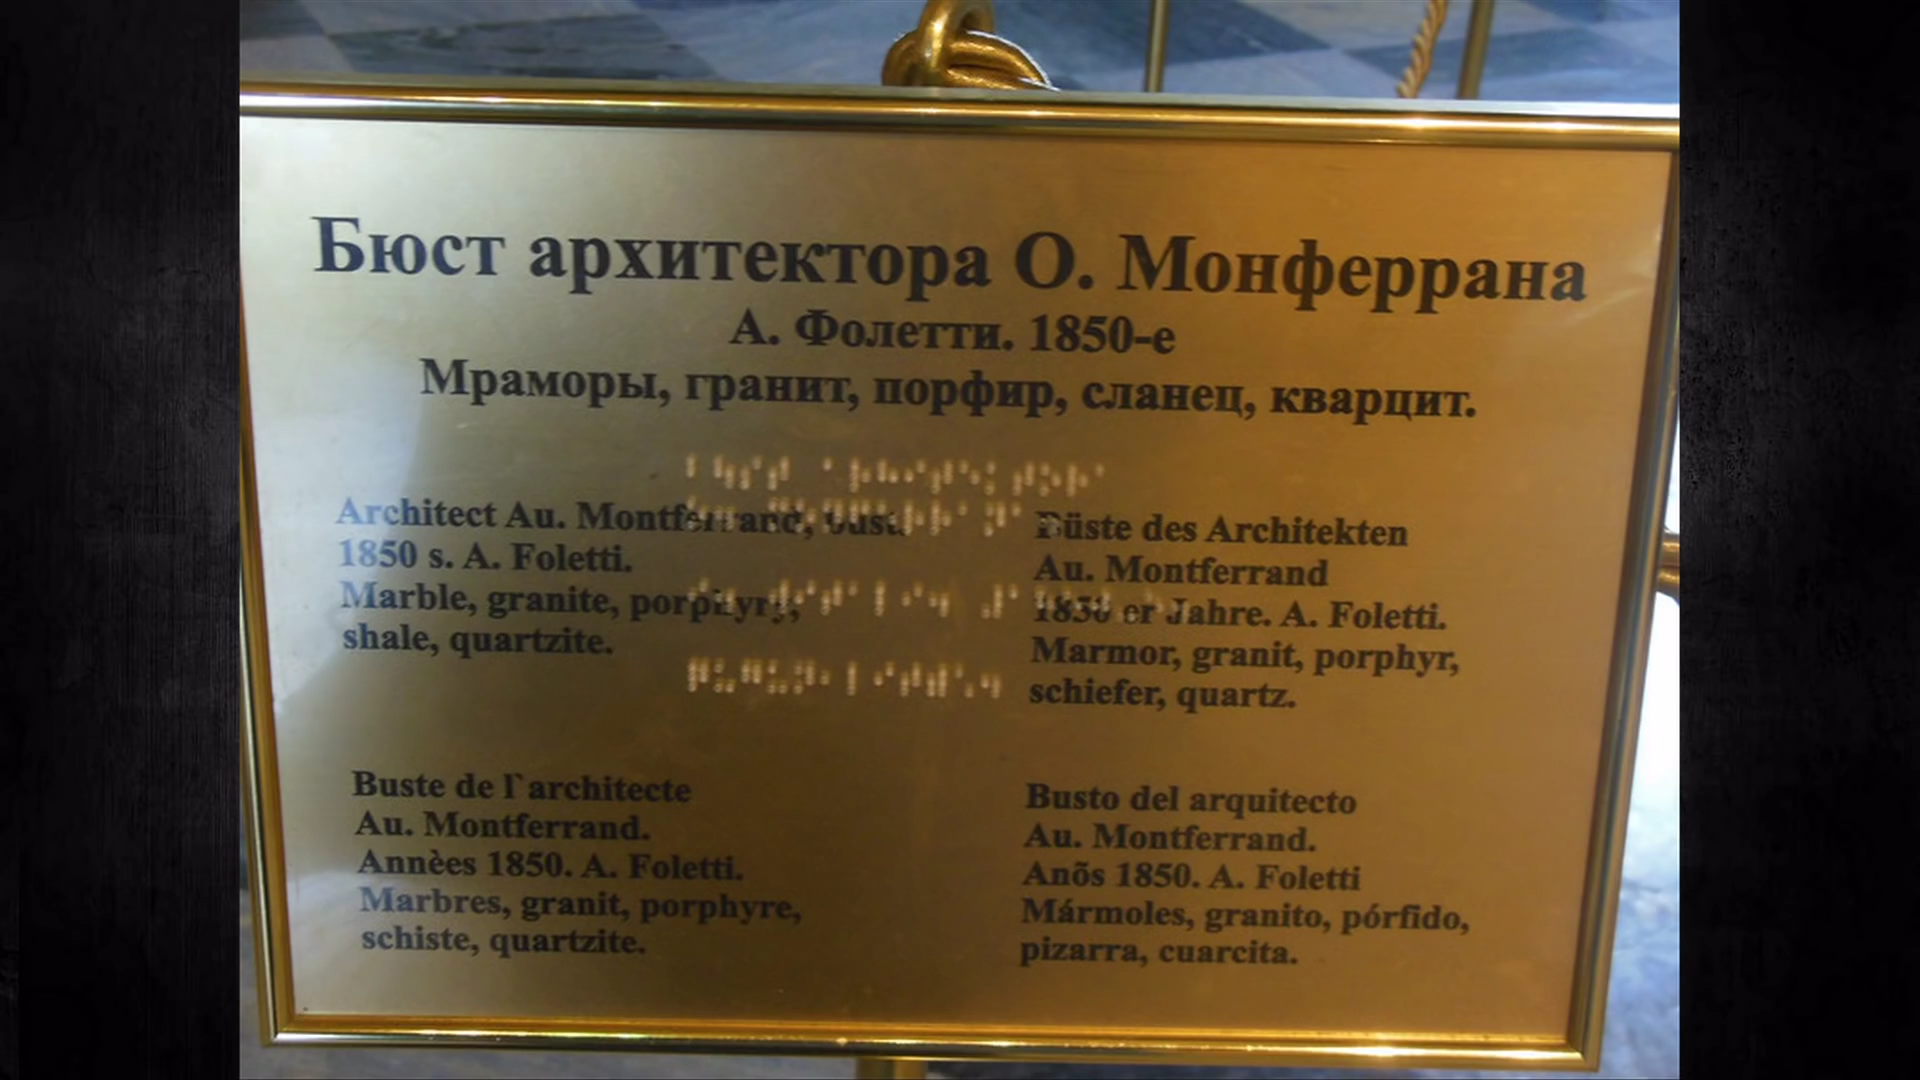 Бюст архитектора О. Монферрана
А. Фолетти. 1850-е
Мраморы, гранит, порфир, сланец, кварцит.
Architect Au. Montferrand, bust.
1850 s. A. Foletti.
Marble, granite, porphyry,
shale, quartzite.
Büste des Architekten
Au. Montferrand
1850 er Jahre. A. Foletti.
Marmor, granit, porphyr,
schiefer, quartz.
Buste de l`architecte
Au. Montferrand.
Annèes 1850. A. Foletti.
Marbres, granit, porphyre,
schiste, quartzite.
Busto del arquitecto
Au. Montferrand.
Anõs 1850. A. Foletti
Mármoles, granito, pórfido,
pizarra, cuarcita.